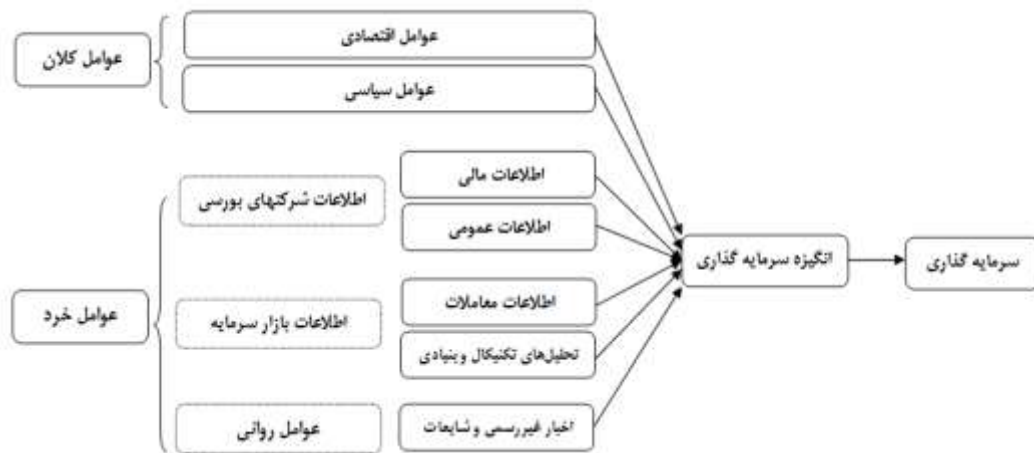 عوامل کلان
عوامل اقتصادی
عوامل سیاسی
عوامل خرد
اطلاعات شرکتهای بورسی
اطلاعات مالی
اطلاعات عمومی
اطلاعات بازار سرمایه
اطلاعات معاملات
تحلیل‌های تکنیکال و بنیادی
عوامل روانی
اخبار غیررسمی و شایعات
انگیزه سرمایه گذاری
سرمایه گذاری